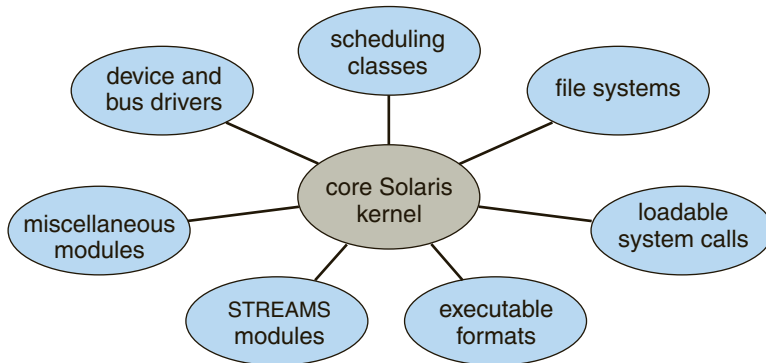 scheduling
classes
device and
bus drivers
file systems
core Solaris
kernel
miscellaneous
modules
loadable
system calls
STREAMS
modules
executable
formats